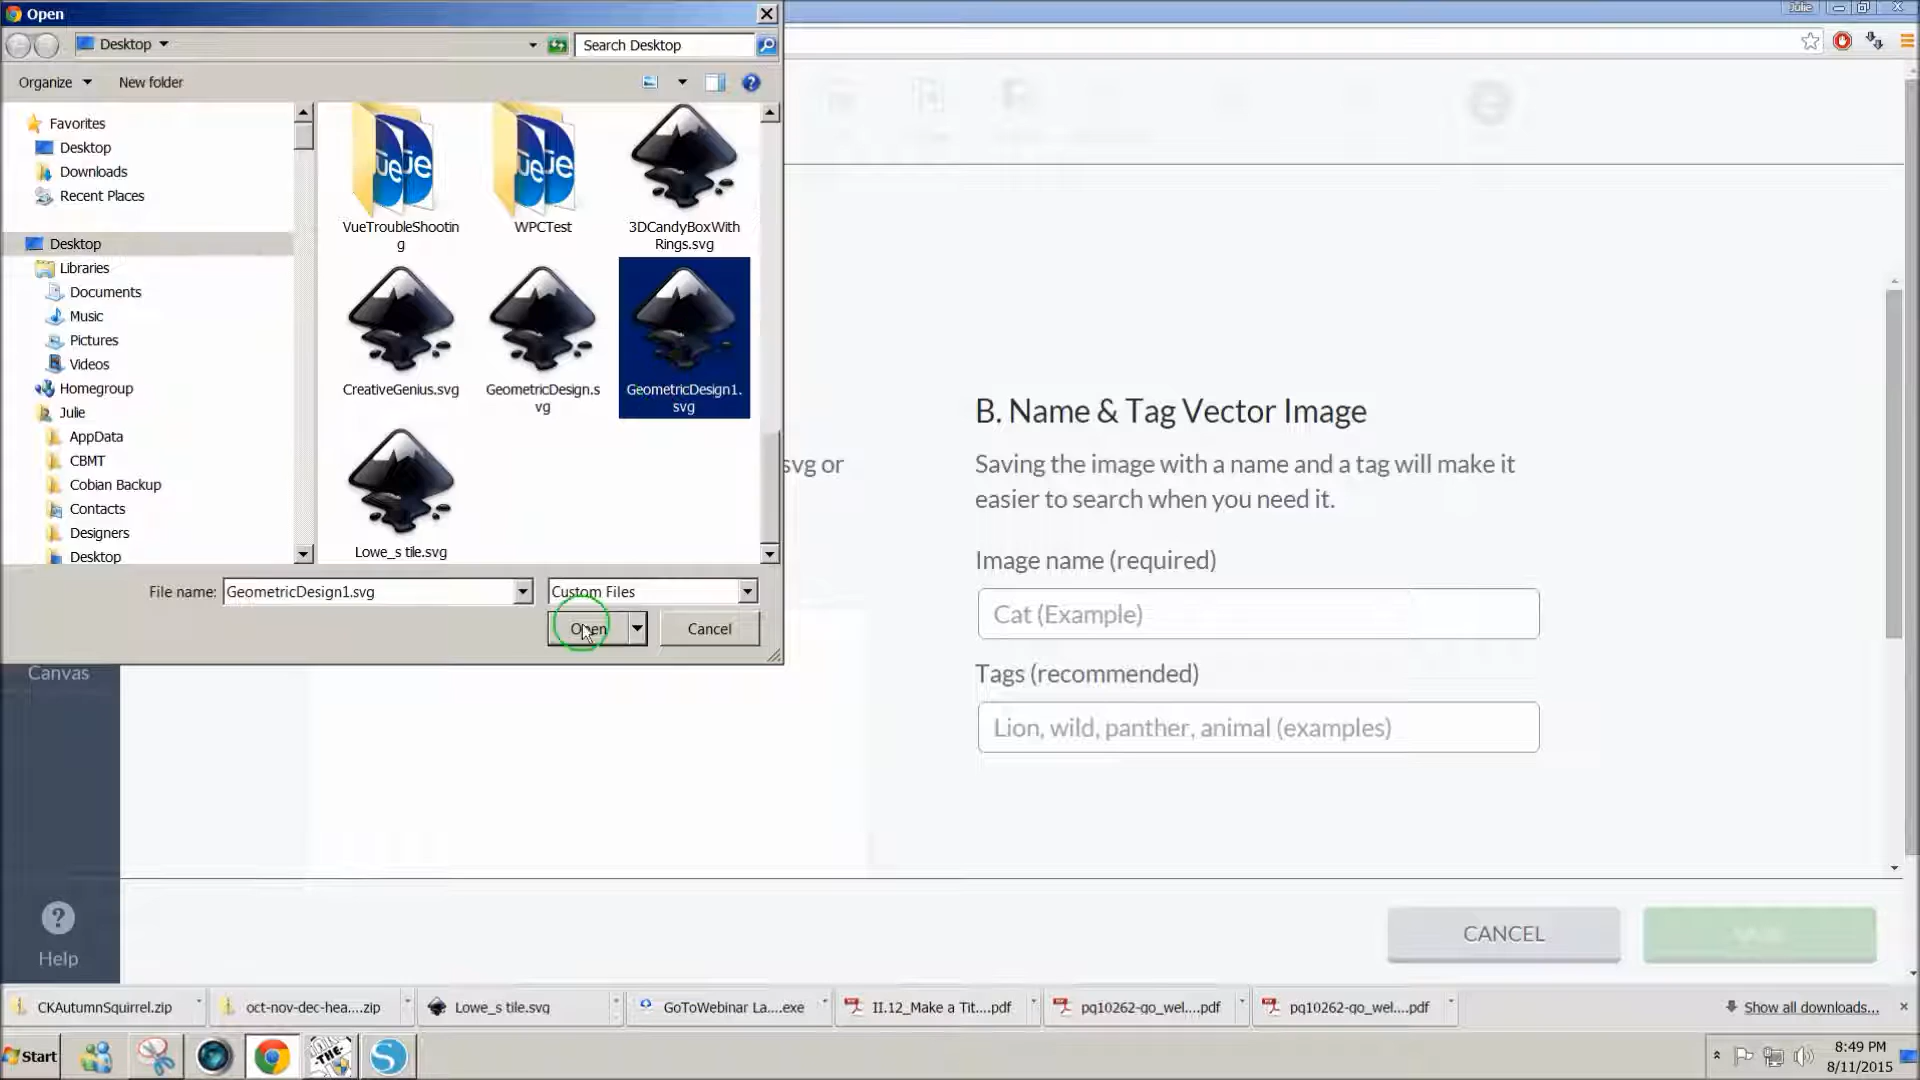 Open
Julie
Desktop
Search Desktop
Organize
New folder
Favorites
Desktop
Downloads
Recent Places
Desktop
Libraries
Documents
Music
Pictures
Videos
Homegroup
Julie
AppData
CBMT
Cobian Backup
Contacts
Designers
Desktop
VueTroubleShootin
g
WPCTest
3DCandyBoxWith
Rings.svg
CreativeGenius.svg
GeometricDesign.s
vg
GeometricDesign1.
svg
Lowe_s tile.svg
File name:
GeometricDesign1.svg
Custom Files
Open
Cancel
svg or
B. Name & Tag Vector Image
Saving the image with a name and a tag will make it
easier to search when you need it.
Image name (required)
Cat (Example)
Tags (recommended)
Lion, wild, panther, animal (examples)
Canvas
Help
CANCEL
CKAutumnSquirrel.zip
oct-nov-dec-hea....zip
Lowe_s tile.svg
GoToWebinar La....exe
II.12_Make a Tit....pdf
pq10262-go_wel....pdf
pq10262-go_wel....pdf
Show all downloads...
Start
8:49 PM
8/11/2015